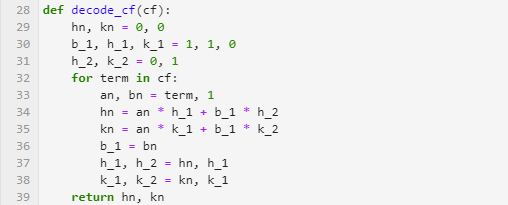 28 def decode_cf(cf):
29     hn, kn = 0, 0
30     b_1, h_1, k_1 = 1, 1, 0
31     h_2, k_2 = 0, 1
32     for term in cf:
33         an, bn = term, 1
34         hn = an * h_1 + b_1 * h_2
35         kn = an * k_1 + b_1 * k_2
36         b_1 = bn
37         h_1, h_2 = hn, h_1
38         k_1, k_2 = kn, k_1
39     return hn, kn